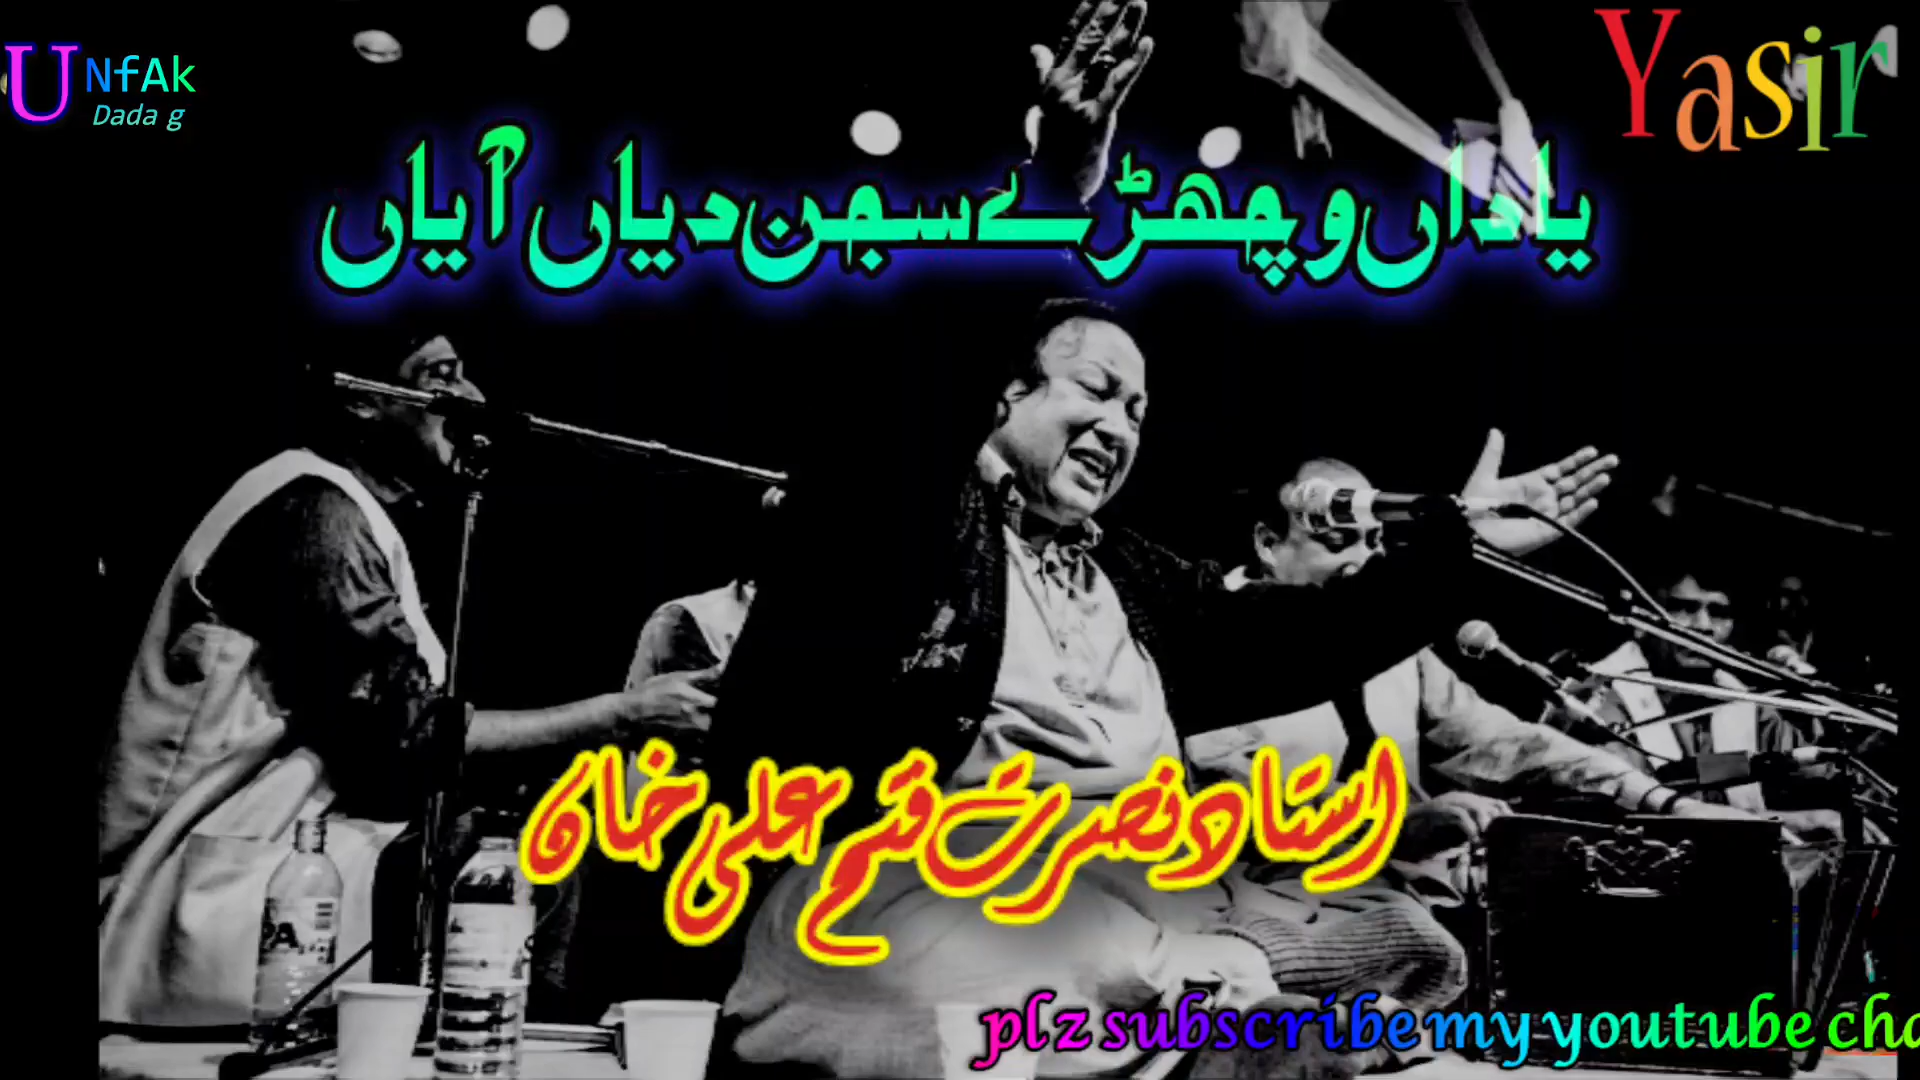 UNfAk
Dada g
Yasir
یاداں وچھڑے سجن دیاں آیاں
استاد نصرت فتح علی خان
plz subscribe my youtube cha